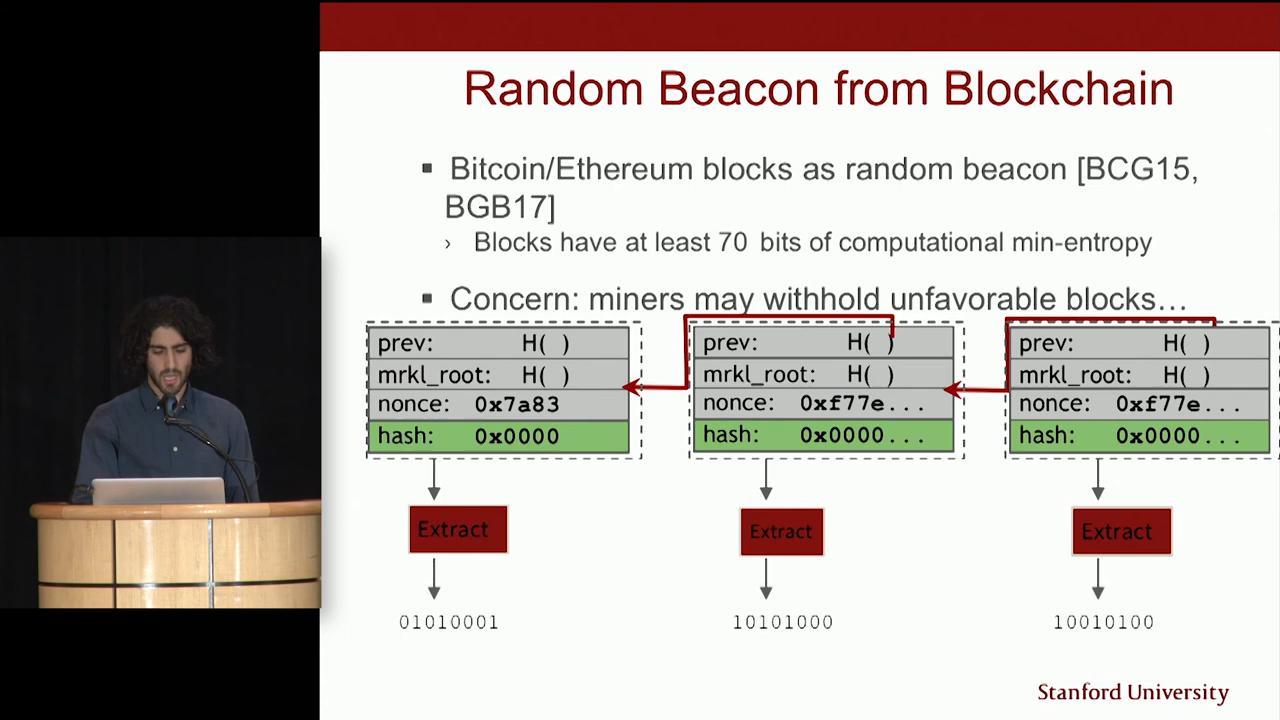 Random Beacon from Blockchain
▪ Bitcoin/Ethereum blocks as random beacon [BCG15,
BGB17]
› Blocks have at least 70 bits of computational min-entropy
▪ Concern: miners may withhold unfavorable blocks…
prev: H( )
mrkl_root: H( )
nonce: 0x7a83
hash: 0x0000
prev: H( )
mrkl_root: H( )
nonce: 0xf77e...
hash: 0x0000...
prev: H( )
mrkl_root: H( )
nonce: 0xf77e...
hash: 0x0000...
Extract
Extract
Extract
01010001
10101000
10010100
Stanford University